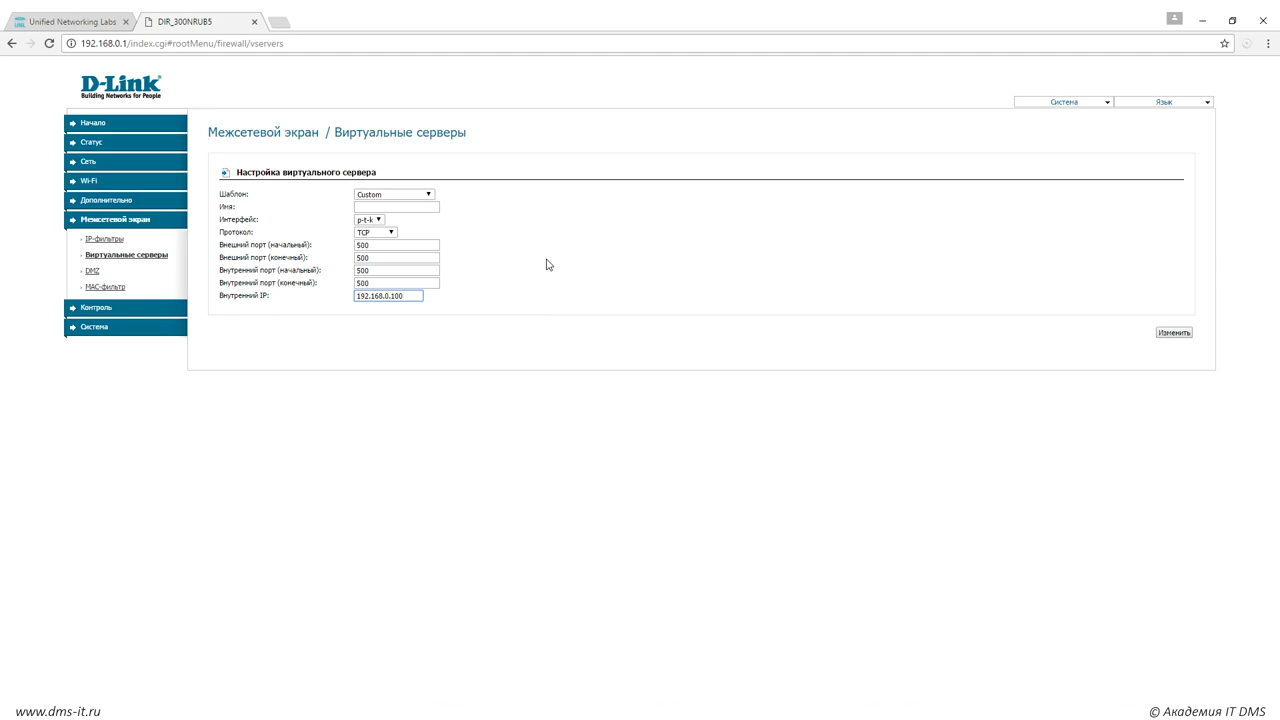 Unified Networking Labs
DIR_300NRUB5
192.168.0.1/index.cgi#rootMenu/firewall/vservers
D-Link
Building Networks for People
Система
Язык
Начало
Статус
Сеть
Wi-Fi
Дополнительно
Межсетевой экран
IP-фильтры
Виртуальные серверы
DMZ
MAC-фильтр
Контроль
Система
Межсетевой экран / Виртуальные серверы
Настройка виртуального сервера
Шаблон: Custom
Имя:
Интерфейс: p-t-k
Протокол: TCP
Внешний порт (начальный): 500
Внешний порт (конечный): 500
Внутренний порт (начальный): 500
Внутренний порт (конечный): 500
Внутренний IP: 192.168.0.100
Изменить
www.dms-it.ru
© Академия IT DMS